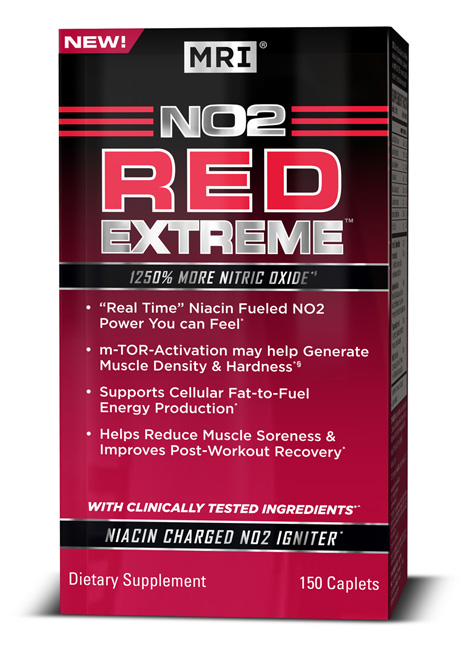 NEW!
MRI®
NO2
RED
EXTREME™
1250% MORE NITRIC OXIDE*§
• “Real Time” Niacin Fueled NO2
Power You can Feel*
• m-TOR-Activation may help Generate
Muscle Density & Hardness*§
• Supports Cellular Fat-to-Fuel
Energy Production*
• Helps Reduce Muscle Soreness &
Improves Post-Workout Recovery*
WITH CLINICALLY TESTED INGREDIENTS*^
NIACIN CHARGED NO2 IGNITER*
Dietary Supplement 150 Caplets